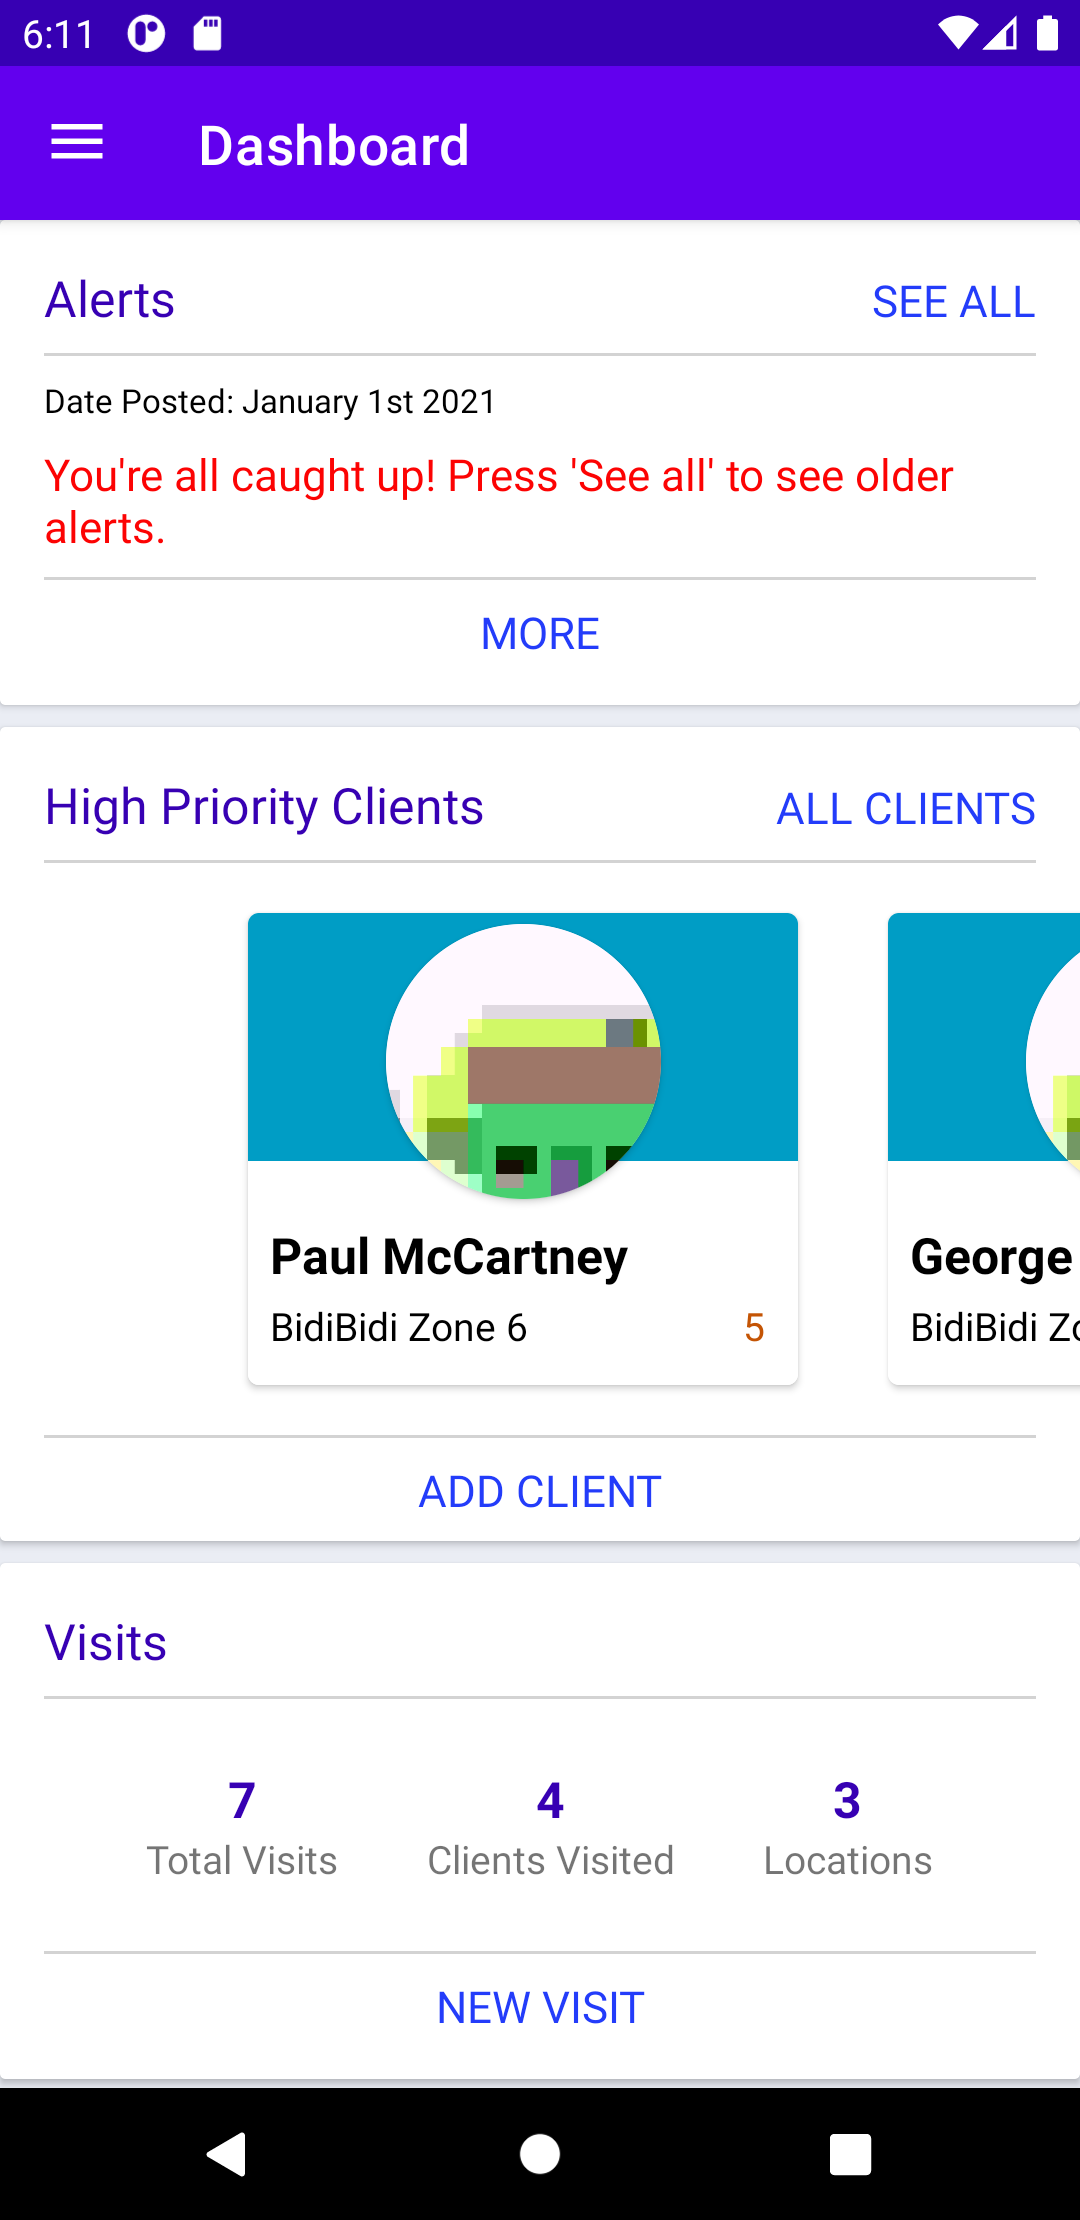 6:11
Dashboard
Alerts
SEE ALL
Date Posted: January 1st 2021
You're all caught up! Press 'See all' to see older
alerts.
MORE
High Priority Clients
ALL CLIENTS
Paul McCartney
BidiBidi Zone 6
5
George
BidiBidi
ADD CLIENT
Visits
7
Total Visits
4
Clients Visited
3
Locations
NEW VISIT